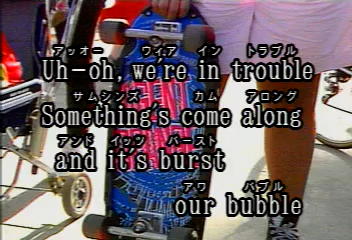 アッオー ウィア イン トラブル
Uh-oh, we're in trouble
サムシンズ カム アロング
Something's come along
アンド イッツ バースト
and it's burst
アワ バブル
our bubble